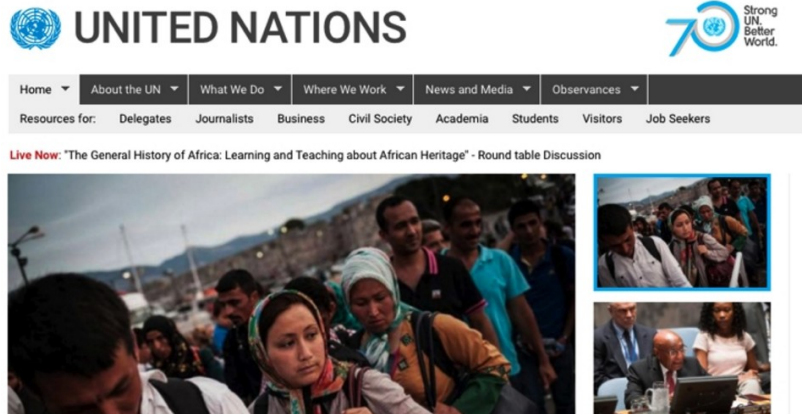 UNITED NATIONS
70 Strong
UN.
Better
World.
Home About the UN What We Do Where We Work News and Media Observances
Resources for: Delegates Journalists Business Civil Society Academia Students Visitors Job Seekers
Live Now: "The General History of Africa: Learning and Teaching about African Heritage" - Round table Discussion